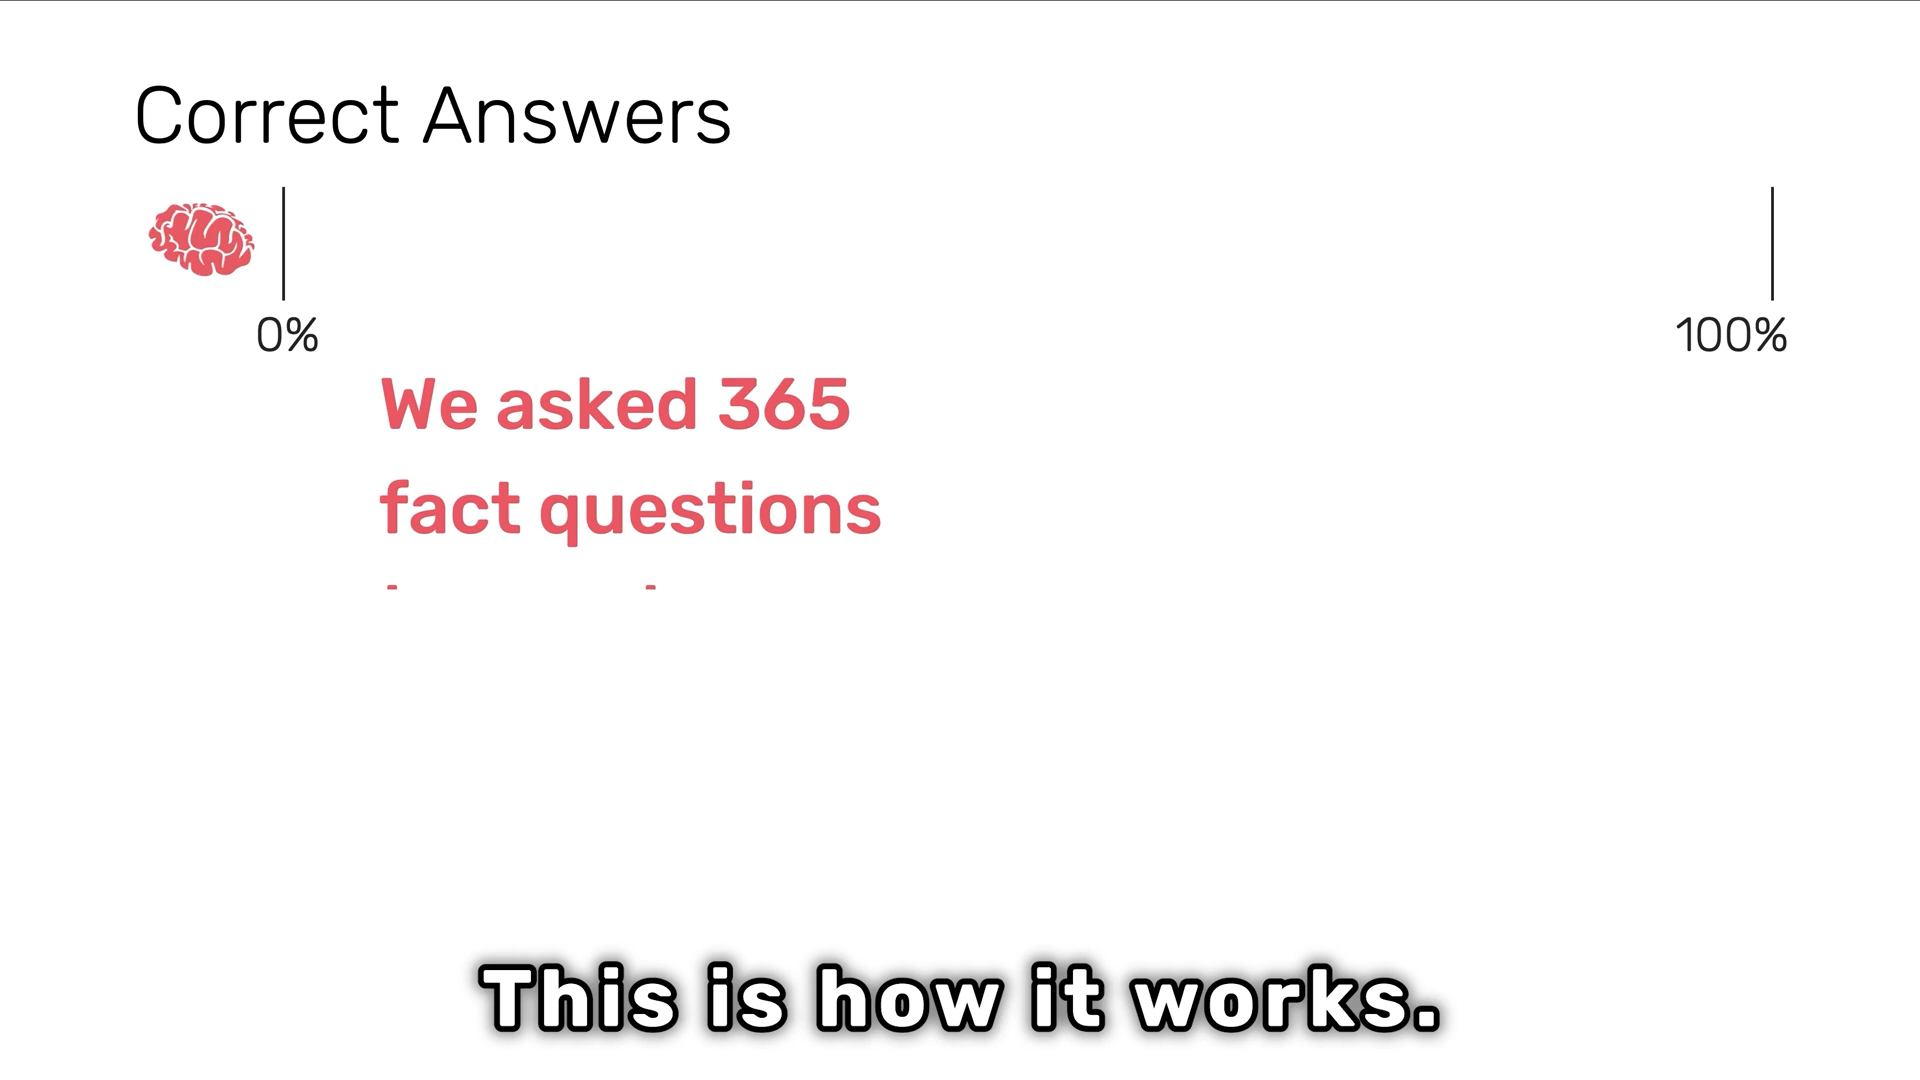 Correct Answers
0%
100%
We asked 365
fact questions
This is how it works.